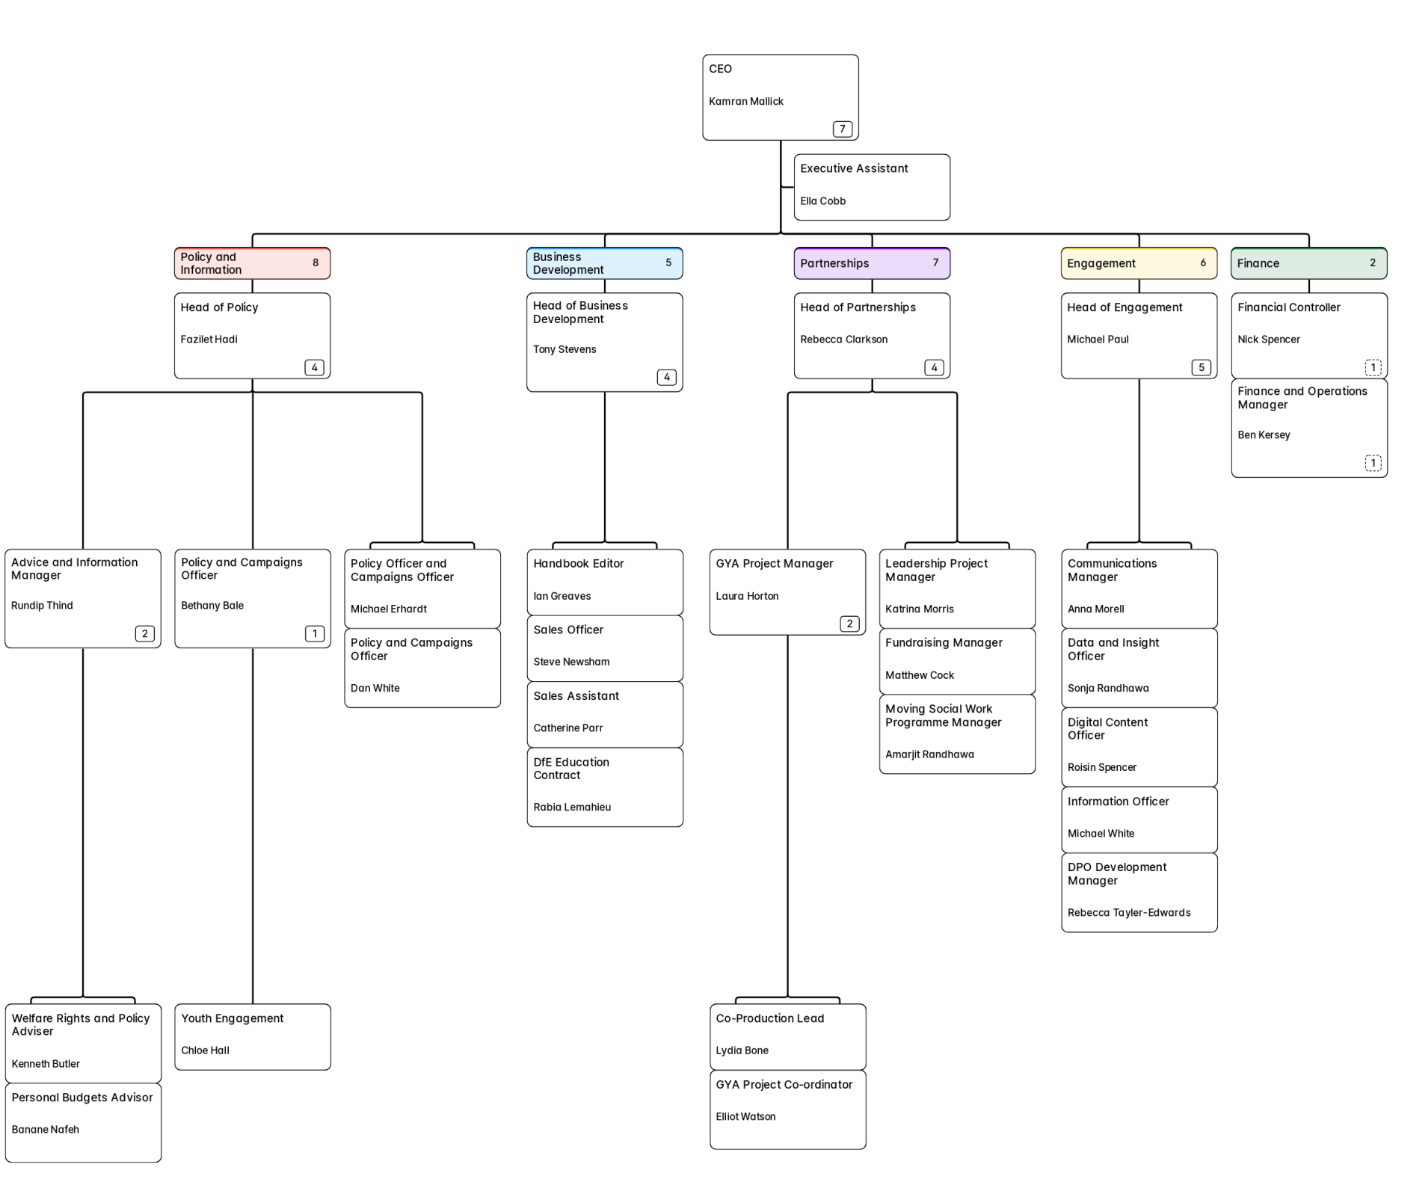 CEO
Kamran Mallick
7
Executive Assistant
Ella Cobb
Policy and
Information
8
Business
Development
5
Partnerships
7
Engagement
6
Finance
2
Head of Policy
Fazilet Hadi
4
Head of Business
Development
Tony Stevens
4
Head of Partnerships
Rebecca Clarkson
4
Head of Engagement
Michael Paul
5
Financial Controller
Nick Spencer
1
Finance and Operations
Manager
Ben Kersey
1
Advice and Information
Manager
Rundip Thind
2
Policy and Campaigns
Officer
Bethany Bale
1
Policy Officer and
Campaigns Officer
Michael Erhardt
Policy and Campaigns
Officer
Dan White
Handbook Editor
Ian Greaves
Sales Officer
Steve Newsham
Sales Assistant
Catherine Parr
DfE Education
Contract
Rabia Lemahieu
GYA Project Manager
Laura Horton
2
Leadership Project
Manager
Katrina Morris
Fundraising Manager
Matthew Cock
Moving Social Work
Programme Manager
Amarjit Randhawa
Communications
Manager
Anna Morell
Data and Insight
Officer
Sonja Randhawa
Digital Content
Officer
Roisin Spencer
Information Officer
Michael White
DPO Development
Manager
Rebecca Tayler-Edwards
Welfare Rights and Policy
Adviser
Kenneth Butler
Personal Budgets Advisor
Banane Nafeh
Youth Engagement
Chloe Hall
Co-Production Lead
Lydia Bone
GYA Project Co-ordinator
Elliot Watson